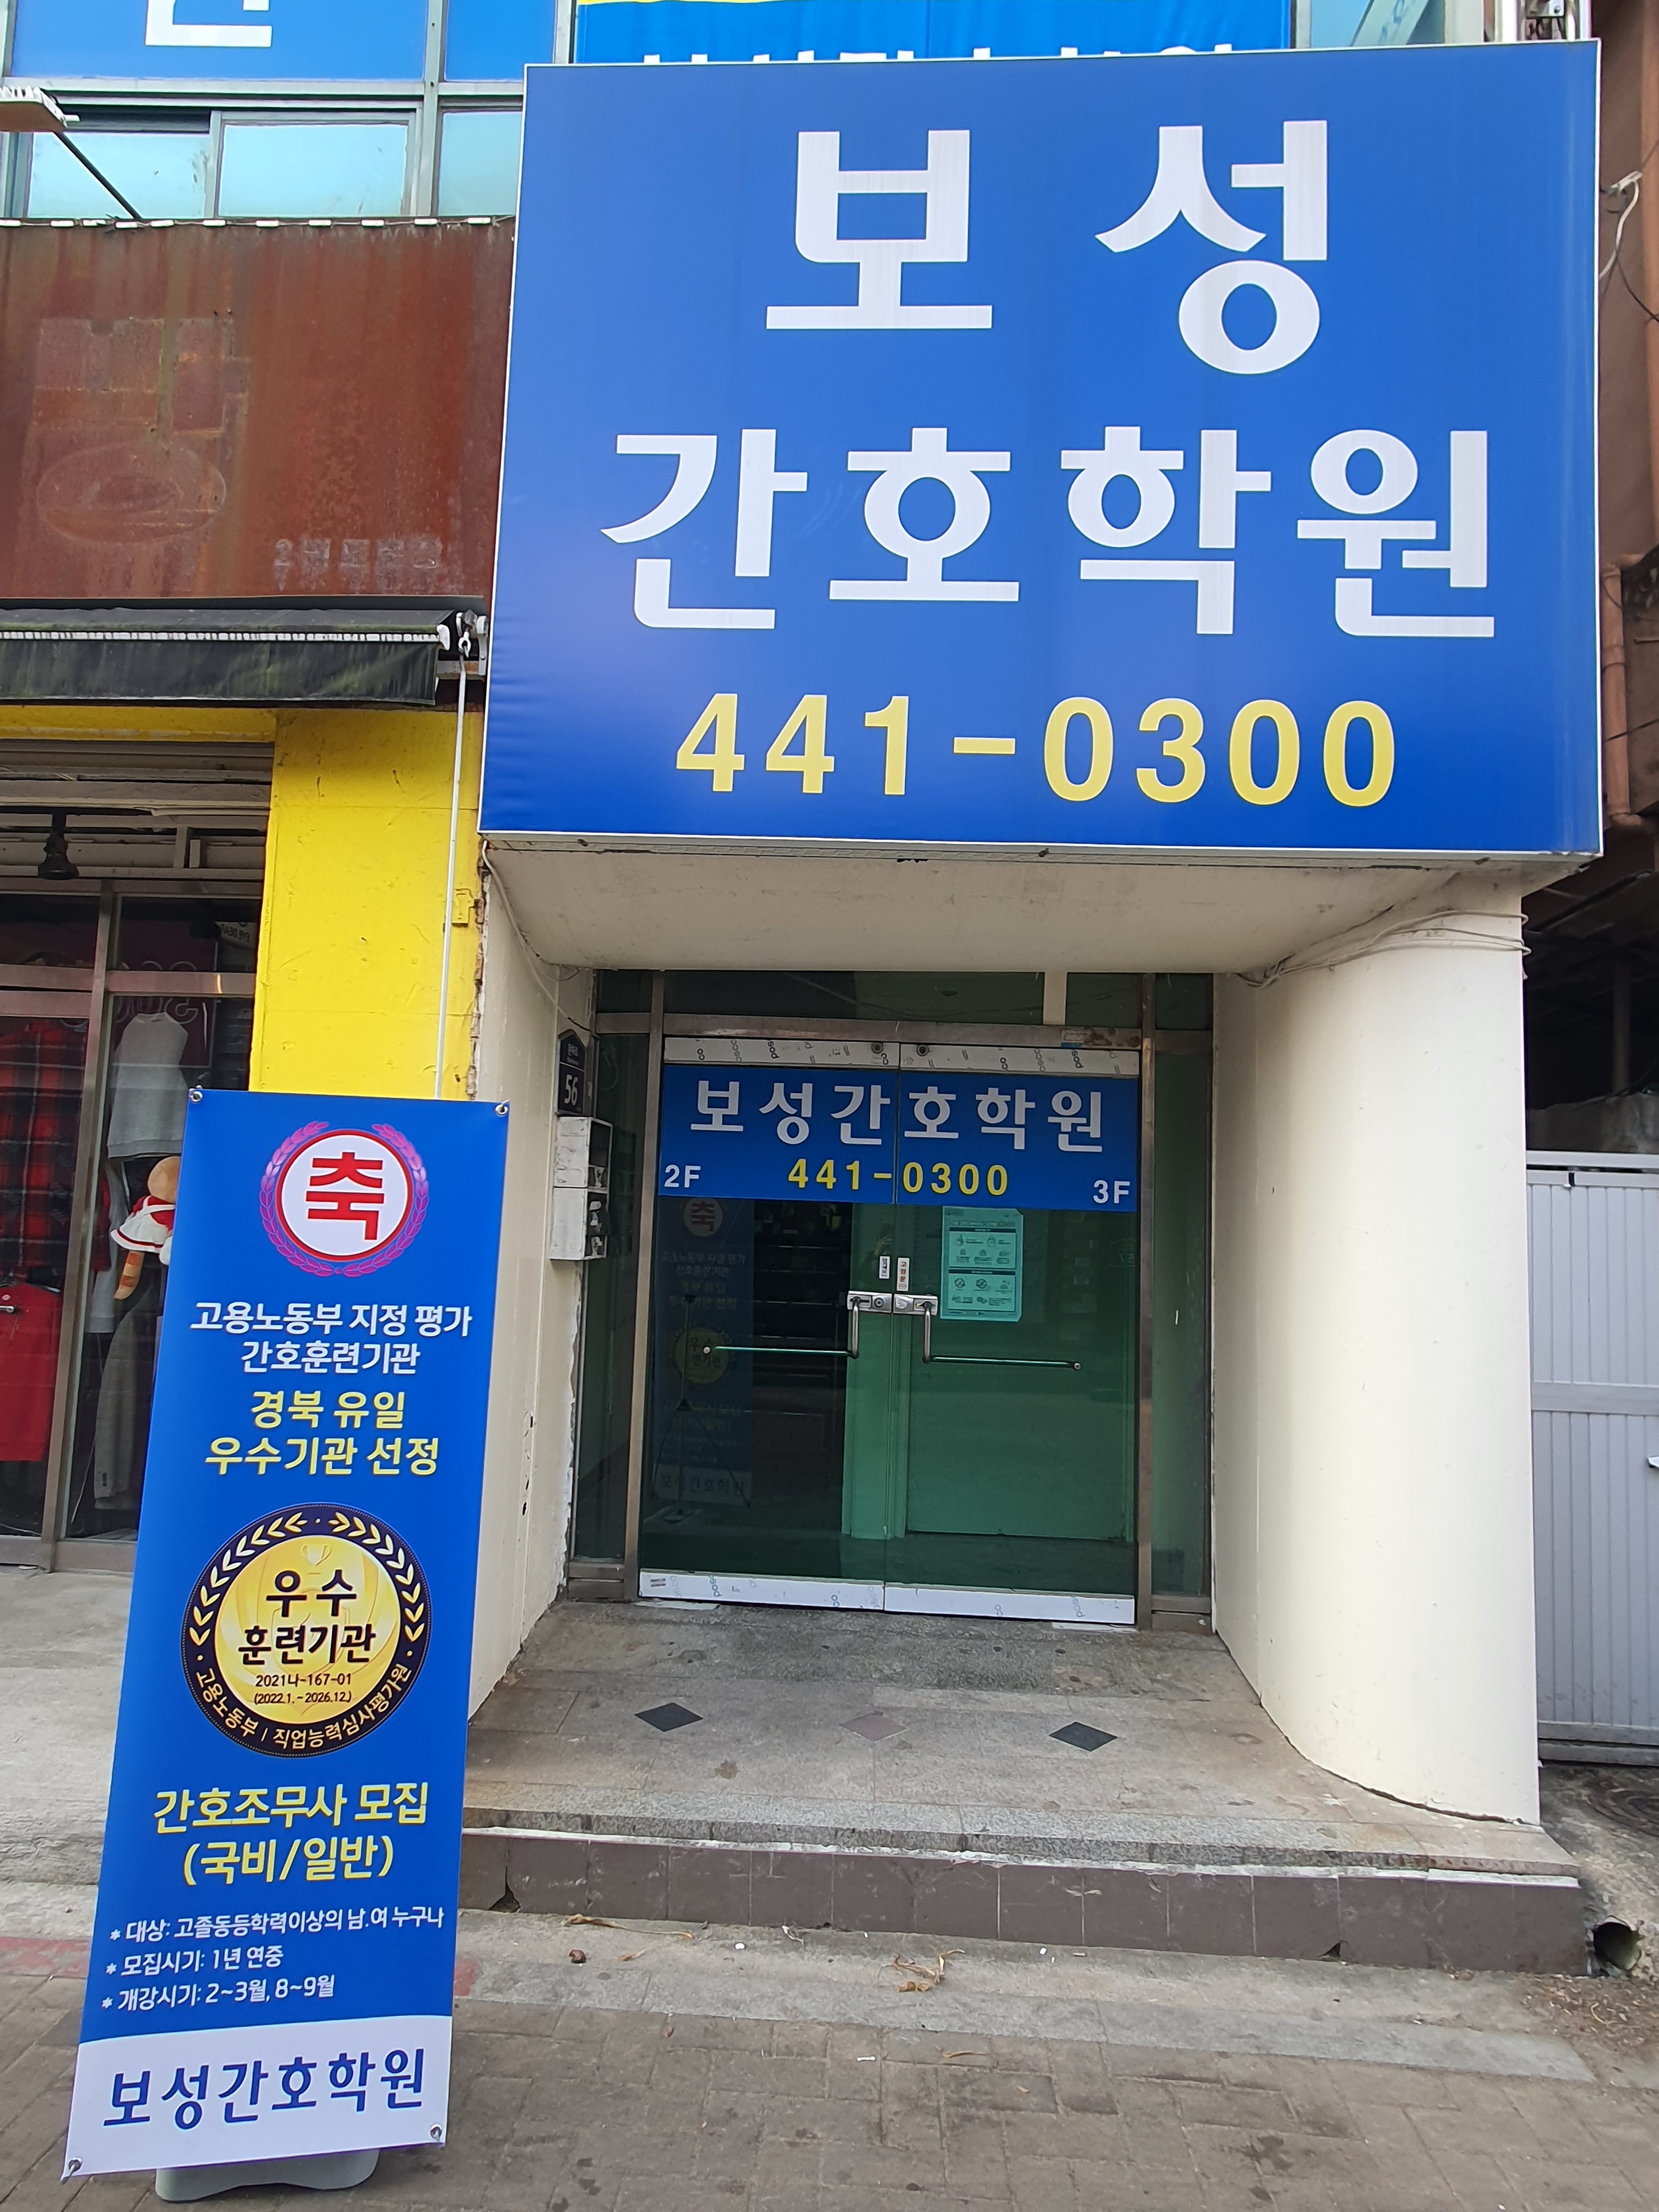 보성
간호학원
441-0300
56
보성간호학원
2F 441-0300 3F
축
고용노동부 지정 평가
간호훈련기관
경북 유일
우수기관 선정
우수
훈련기관
2021나-167-01
(2022.1.-2026.12.)
고용노동부 | 직업능력심사평가원
간호조무사 모집
(국비/일반)
* 대상: 고졸동등학력이상의 남.여 누구나
* 모집시기: 1년 연중
* 개강시기: 2~3월, 8~9월
보성간호학원